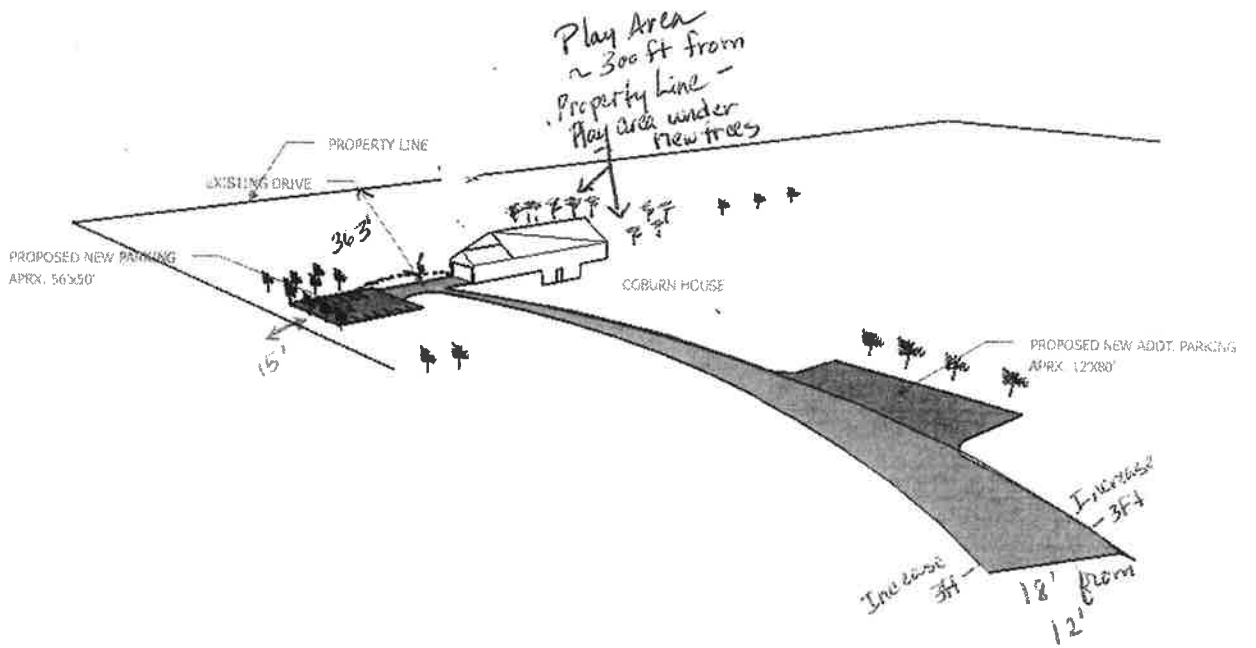 Play Area
~ 300 ft from
Property Line -
Play area under
new trees
PROPERTY LINE
EXISTING DRIVE
363'
PROPOSED NEW PARKING
APRX. 56'x50'
COBURN HOUSE
15'
PROPOSED NEW ADDT. PARKING
APRX. 12'X80'
Increase
3Ft
Increase
3ft
18' from
12'